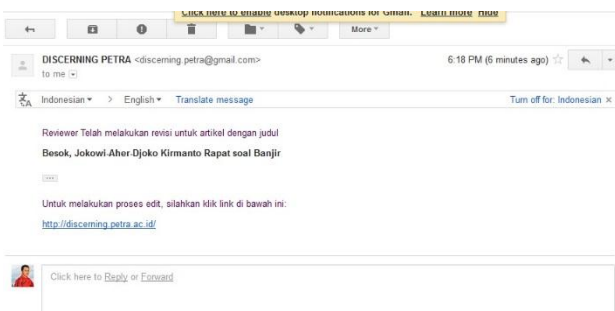 Click here to enable desktop notifications for Gmail. Learn more Hide
More
DISCERNING PETRA <discerning.petra@gmail.com> 6:18 PM (6 minutes ago)
to me
Indonesian > English Translate message Turn off for: Indonesian ×
Reviewer Telah melakukan revisi untuk artikel dengan judul
Besok, Jokowi-Aher-Djoko Kirmanto Rapat soal Banjir
Untuk melakukan proses edit, silahkan klik link di bawah ini:
http://discerning.petra.ac.id/
Click here to Reply or Forward